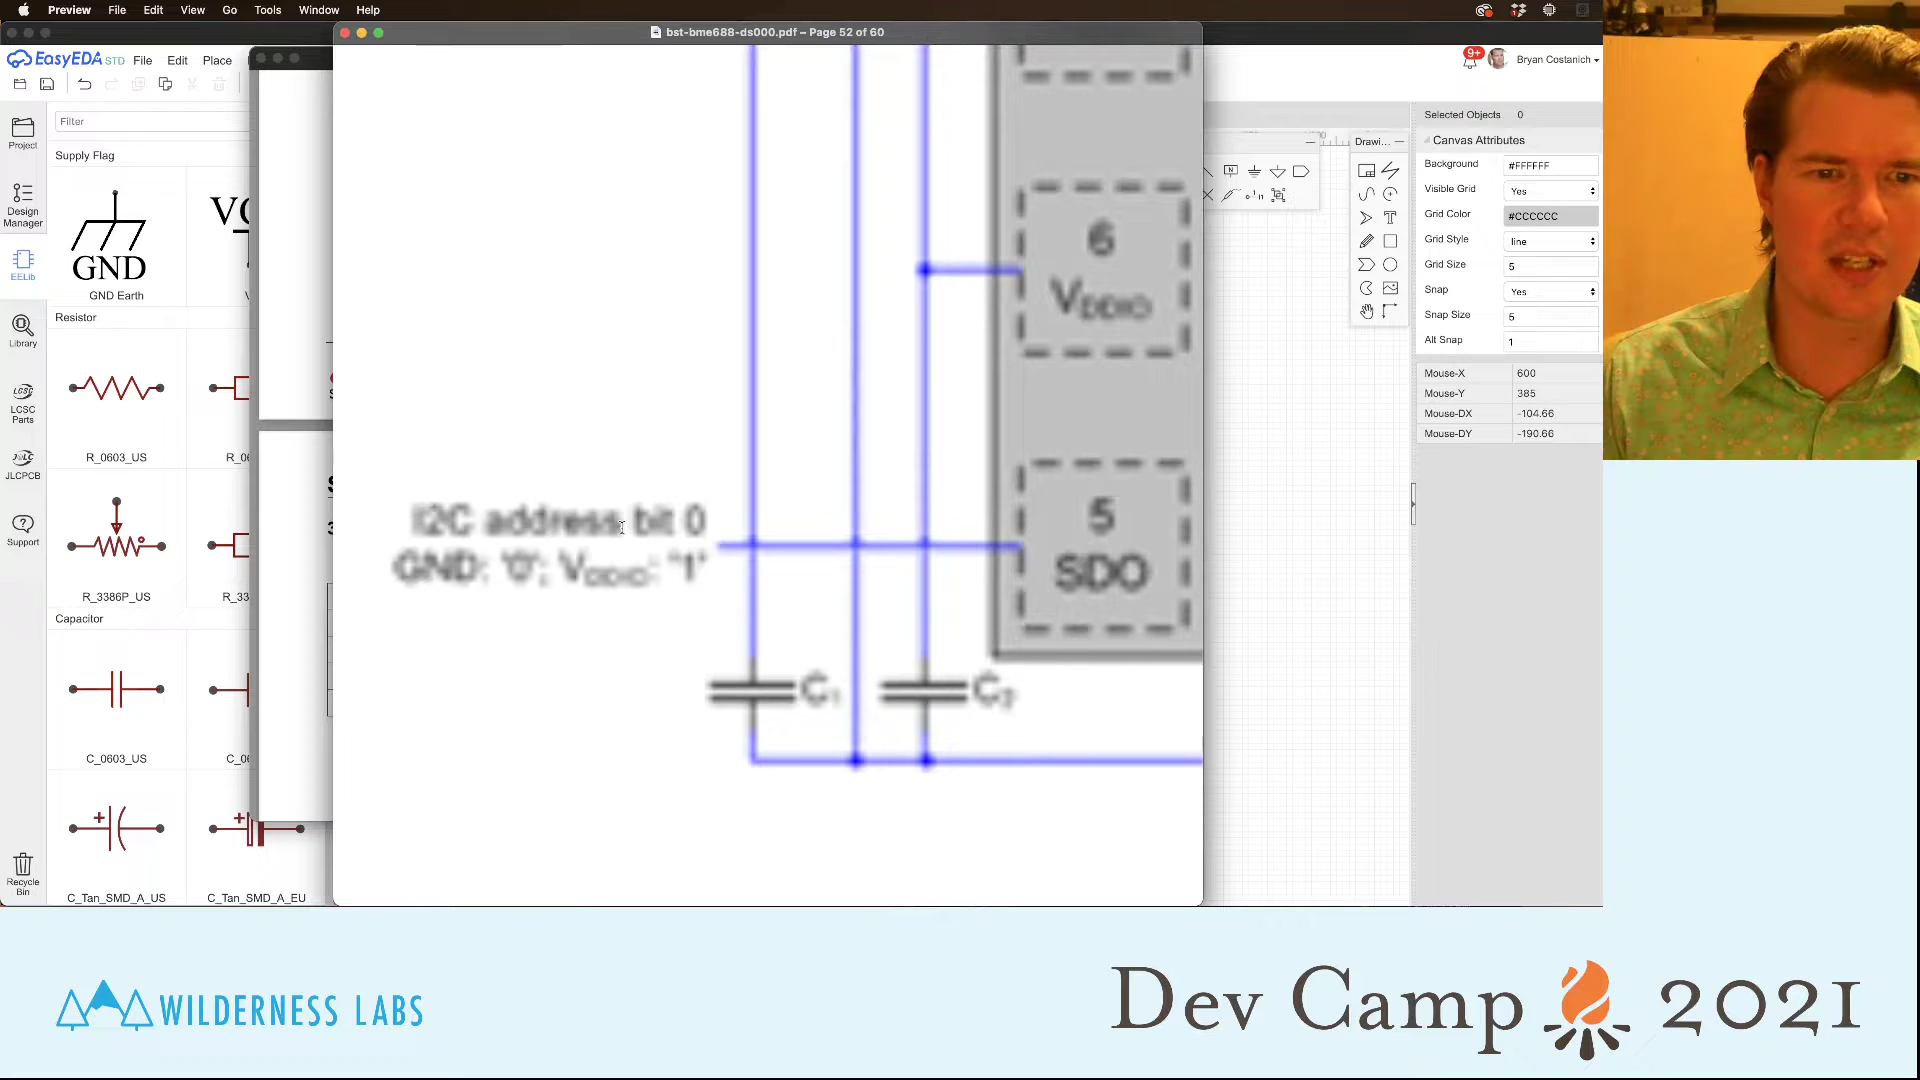 Preview File Edit View Go Tools Window Help
bst-bme688-ds000.pdf – Page 52 of 60
EasyEDA STD File Edit Place
9+ Bryan Costanich
Filter
Project
Design Manager
EELib
Library
LCSC
LCSC Parts
JLCPCB
Support
Recycle Bin
Supply Flag
GND
GND Earth
Resistor
R_0603_US
R_3386P_US
R_33
Capacitor
C_0603_US
C_Tan_SMD_A_US
C_Tan_SMD_A_EU
6
VDDIO
I2C address bit 0
GND: '0'; VDDIO: "1"
5
SDO
C1
C2
Drawi...
Selected Objects 0
Canvas Attributes
Background #FFFFFF
Visible Grid Yes
Grid Color #CCCCCC
Grid Style line
Grid Size 5
Snap Yes
Snap Size 5
Alt Snap 1
Mouse-X 600
Mouse-Y 385
Mouse-DX -104.66
Mouse-DY -190.66
WILDERNESS LABS
Dev Camp 2021